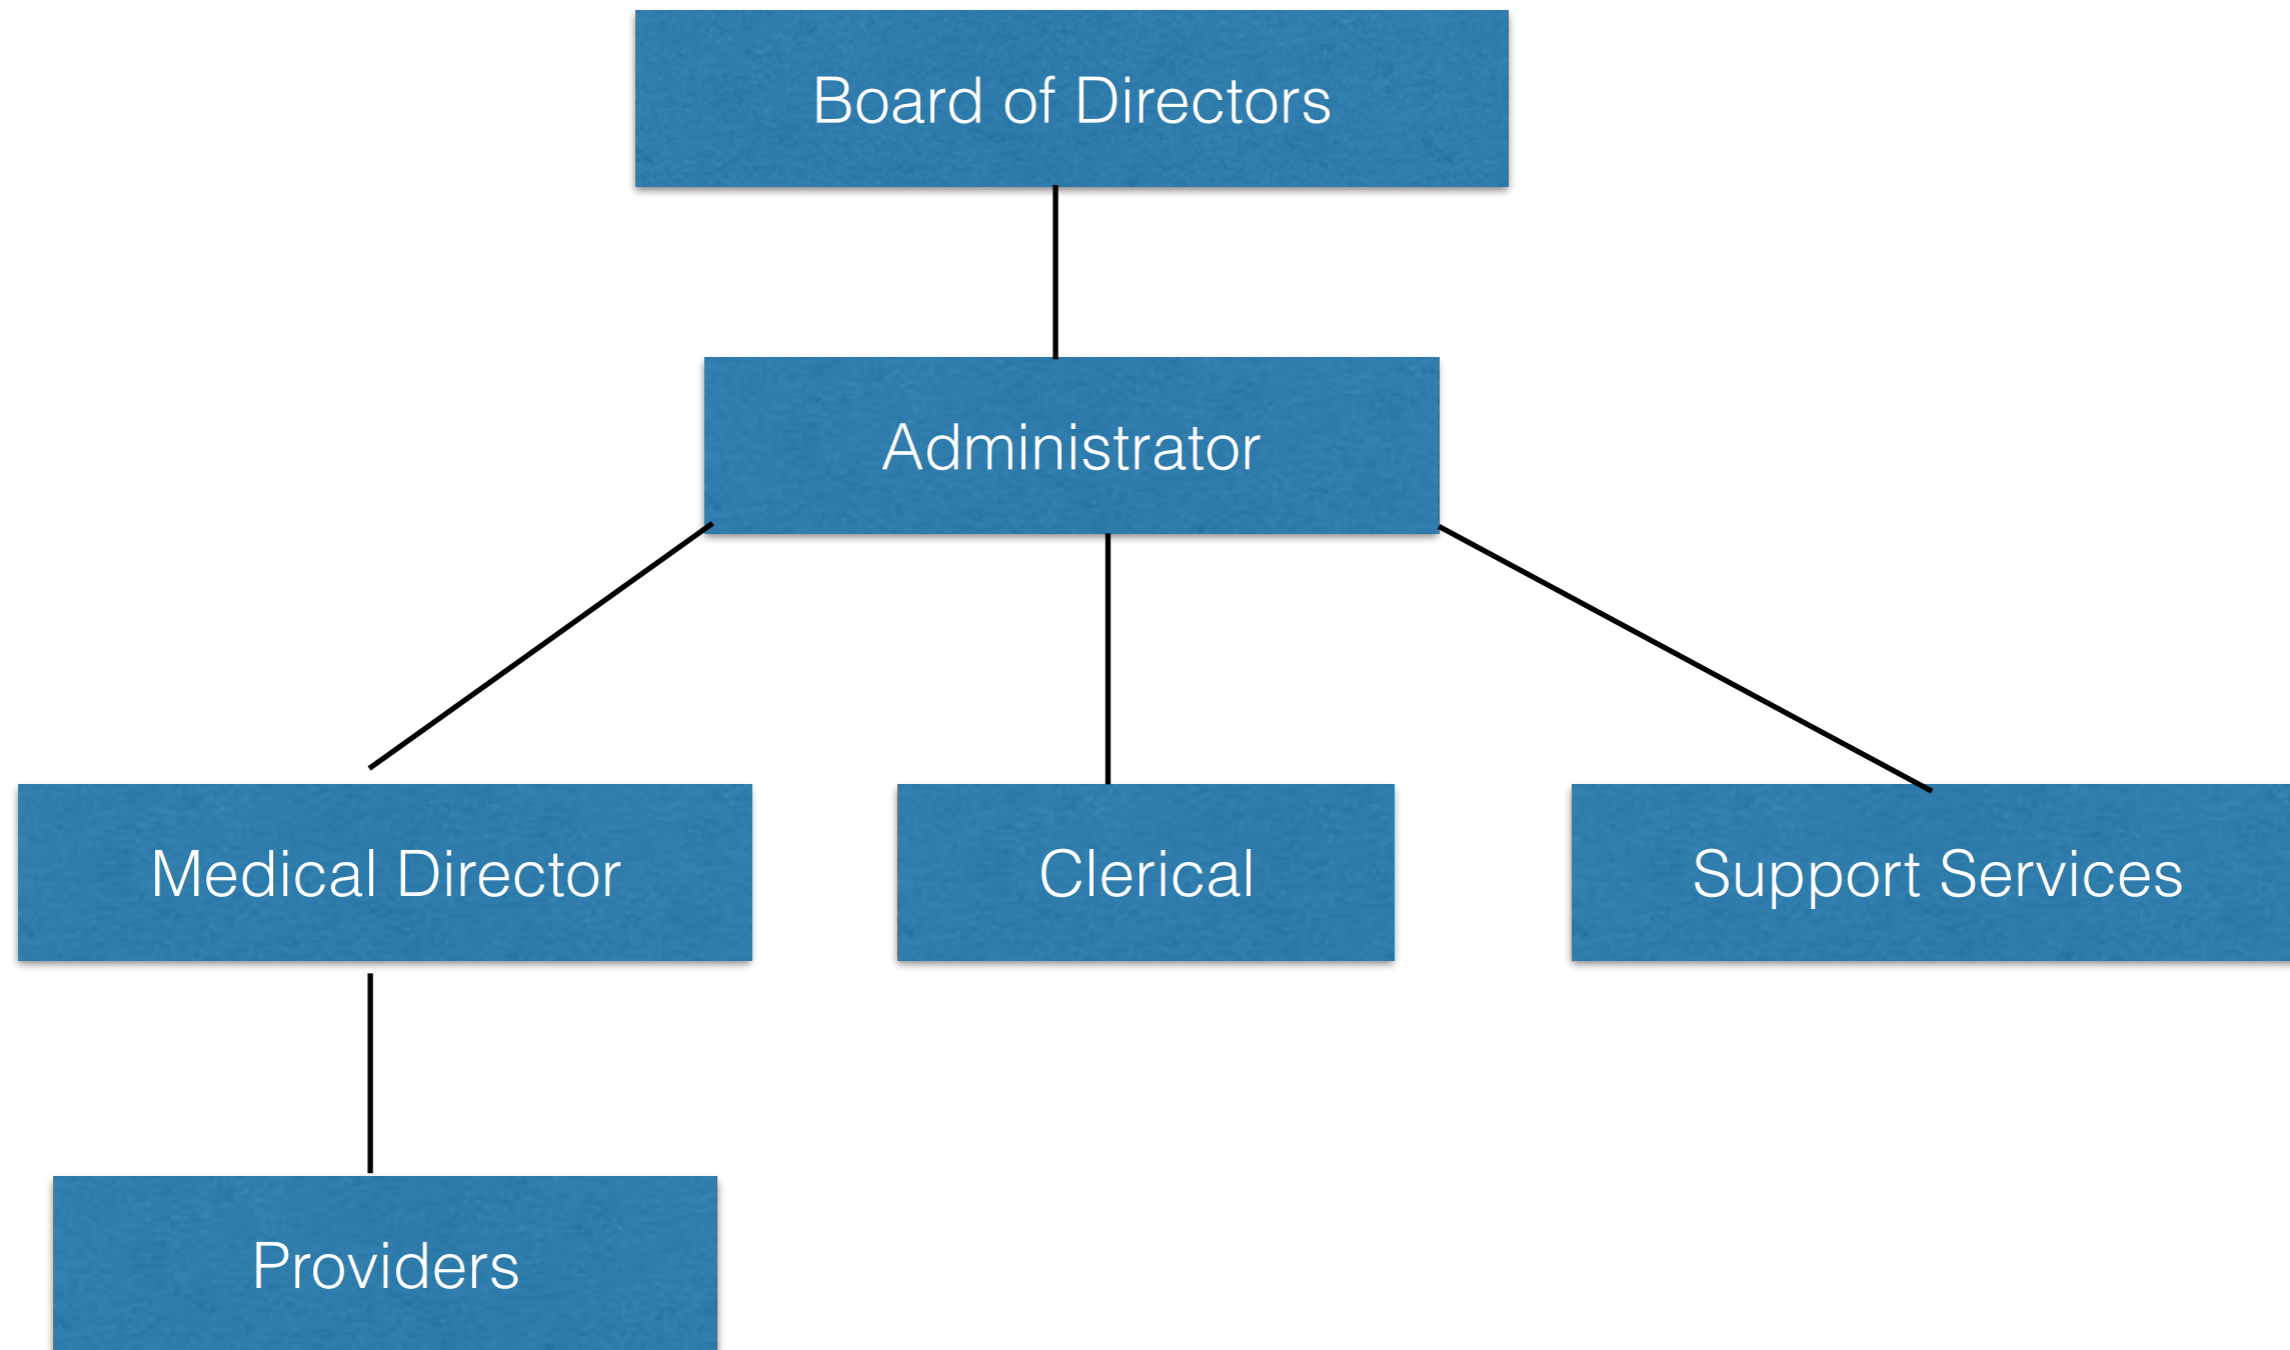 Board of Directors
Administrator
Medical Director
Clerical
Support Services
Providers